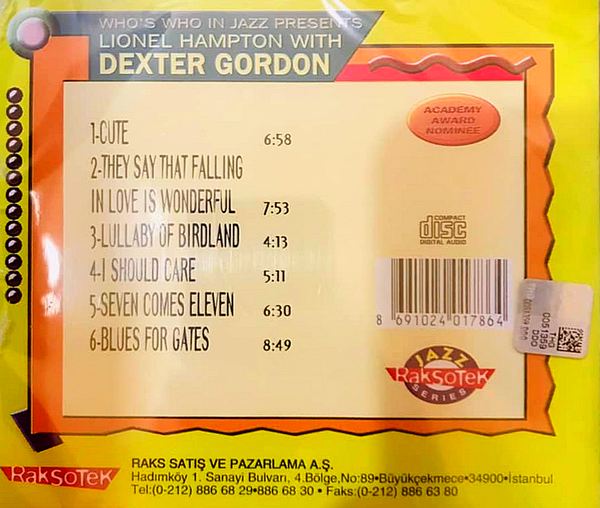 WHO'S WHO IN JAZZ PRESENTS
LIONEL HAMPTON WITH
DEXTER GORDON
ACADEMY
AWARD
NOMINEE
1-CUTE 6:58
2-THEY SAY THAT FALLING
IN LOVE IS WONDERFUL 7:53
3-LULLABY OF BIRDLAND 4:13
4-I SHOULD CARE 5:11
5-SEVEN COMES ELEVEN 6:30
6-BLUES FOR GATES 8:49
COMPACT
disc
DIGITAL AUDIO
8 691024 017864
JAZZ
RakSoTeK
SERIES
RakSoTeK
RAKS SATIŞ VE PAZARLAMA A.Ş.
Hadımköy 1. Sanayi Bulvarı, 4.Bölge,No:89•Büyükçekmece•34900•İstanbul
Tel:(0-212) 886 68 29•886 68 30 • Faks:(0-212) 886 63 80